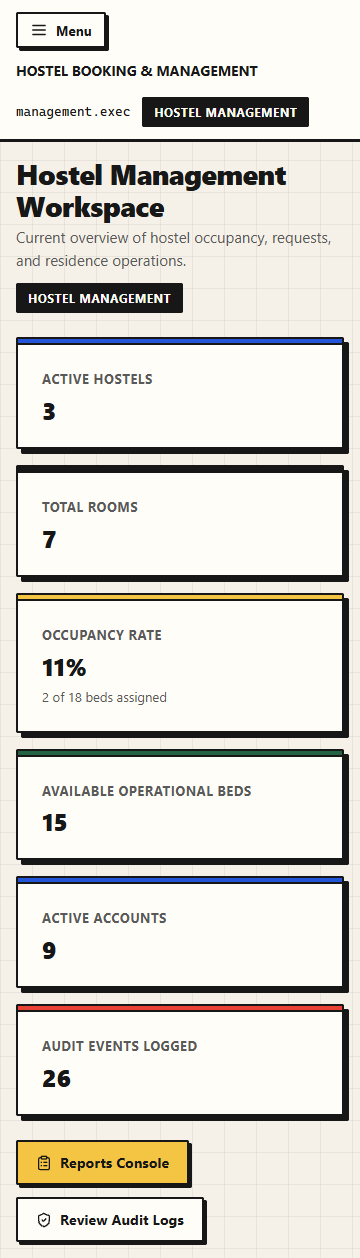 Menu
HOSTEL BOOKING & MANAGEMENT
management.exec HOSTEL MANAGEMENT
Hostel Management
Workspace
Current overview of hostel occupancy, requests,
and residence operations.
HOSTEL MANAGEMENT
ACTIVE HOSTELS
3
TOTAL ROOMS
7
OCCUPANCY RATE
11%
2 of 18 beds assigned
AVAILABLE OPERATIONAL BEDS
15
ACTIVE ACCOUNTS
9
AUDIT EVENTS LOGGED
26
Reports Console
Review Audit Logs